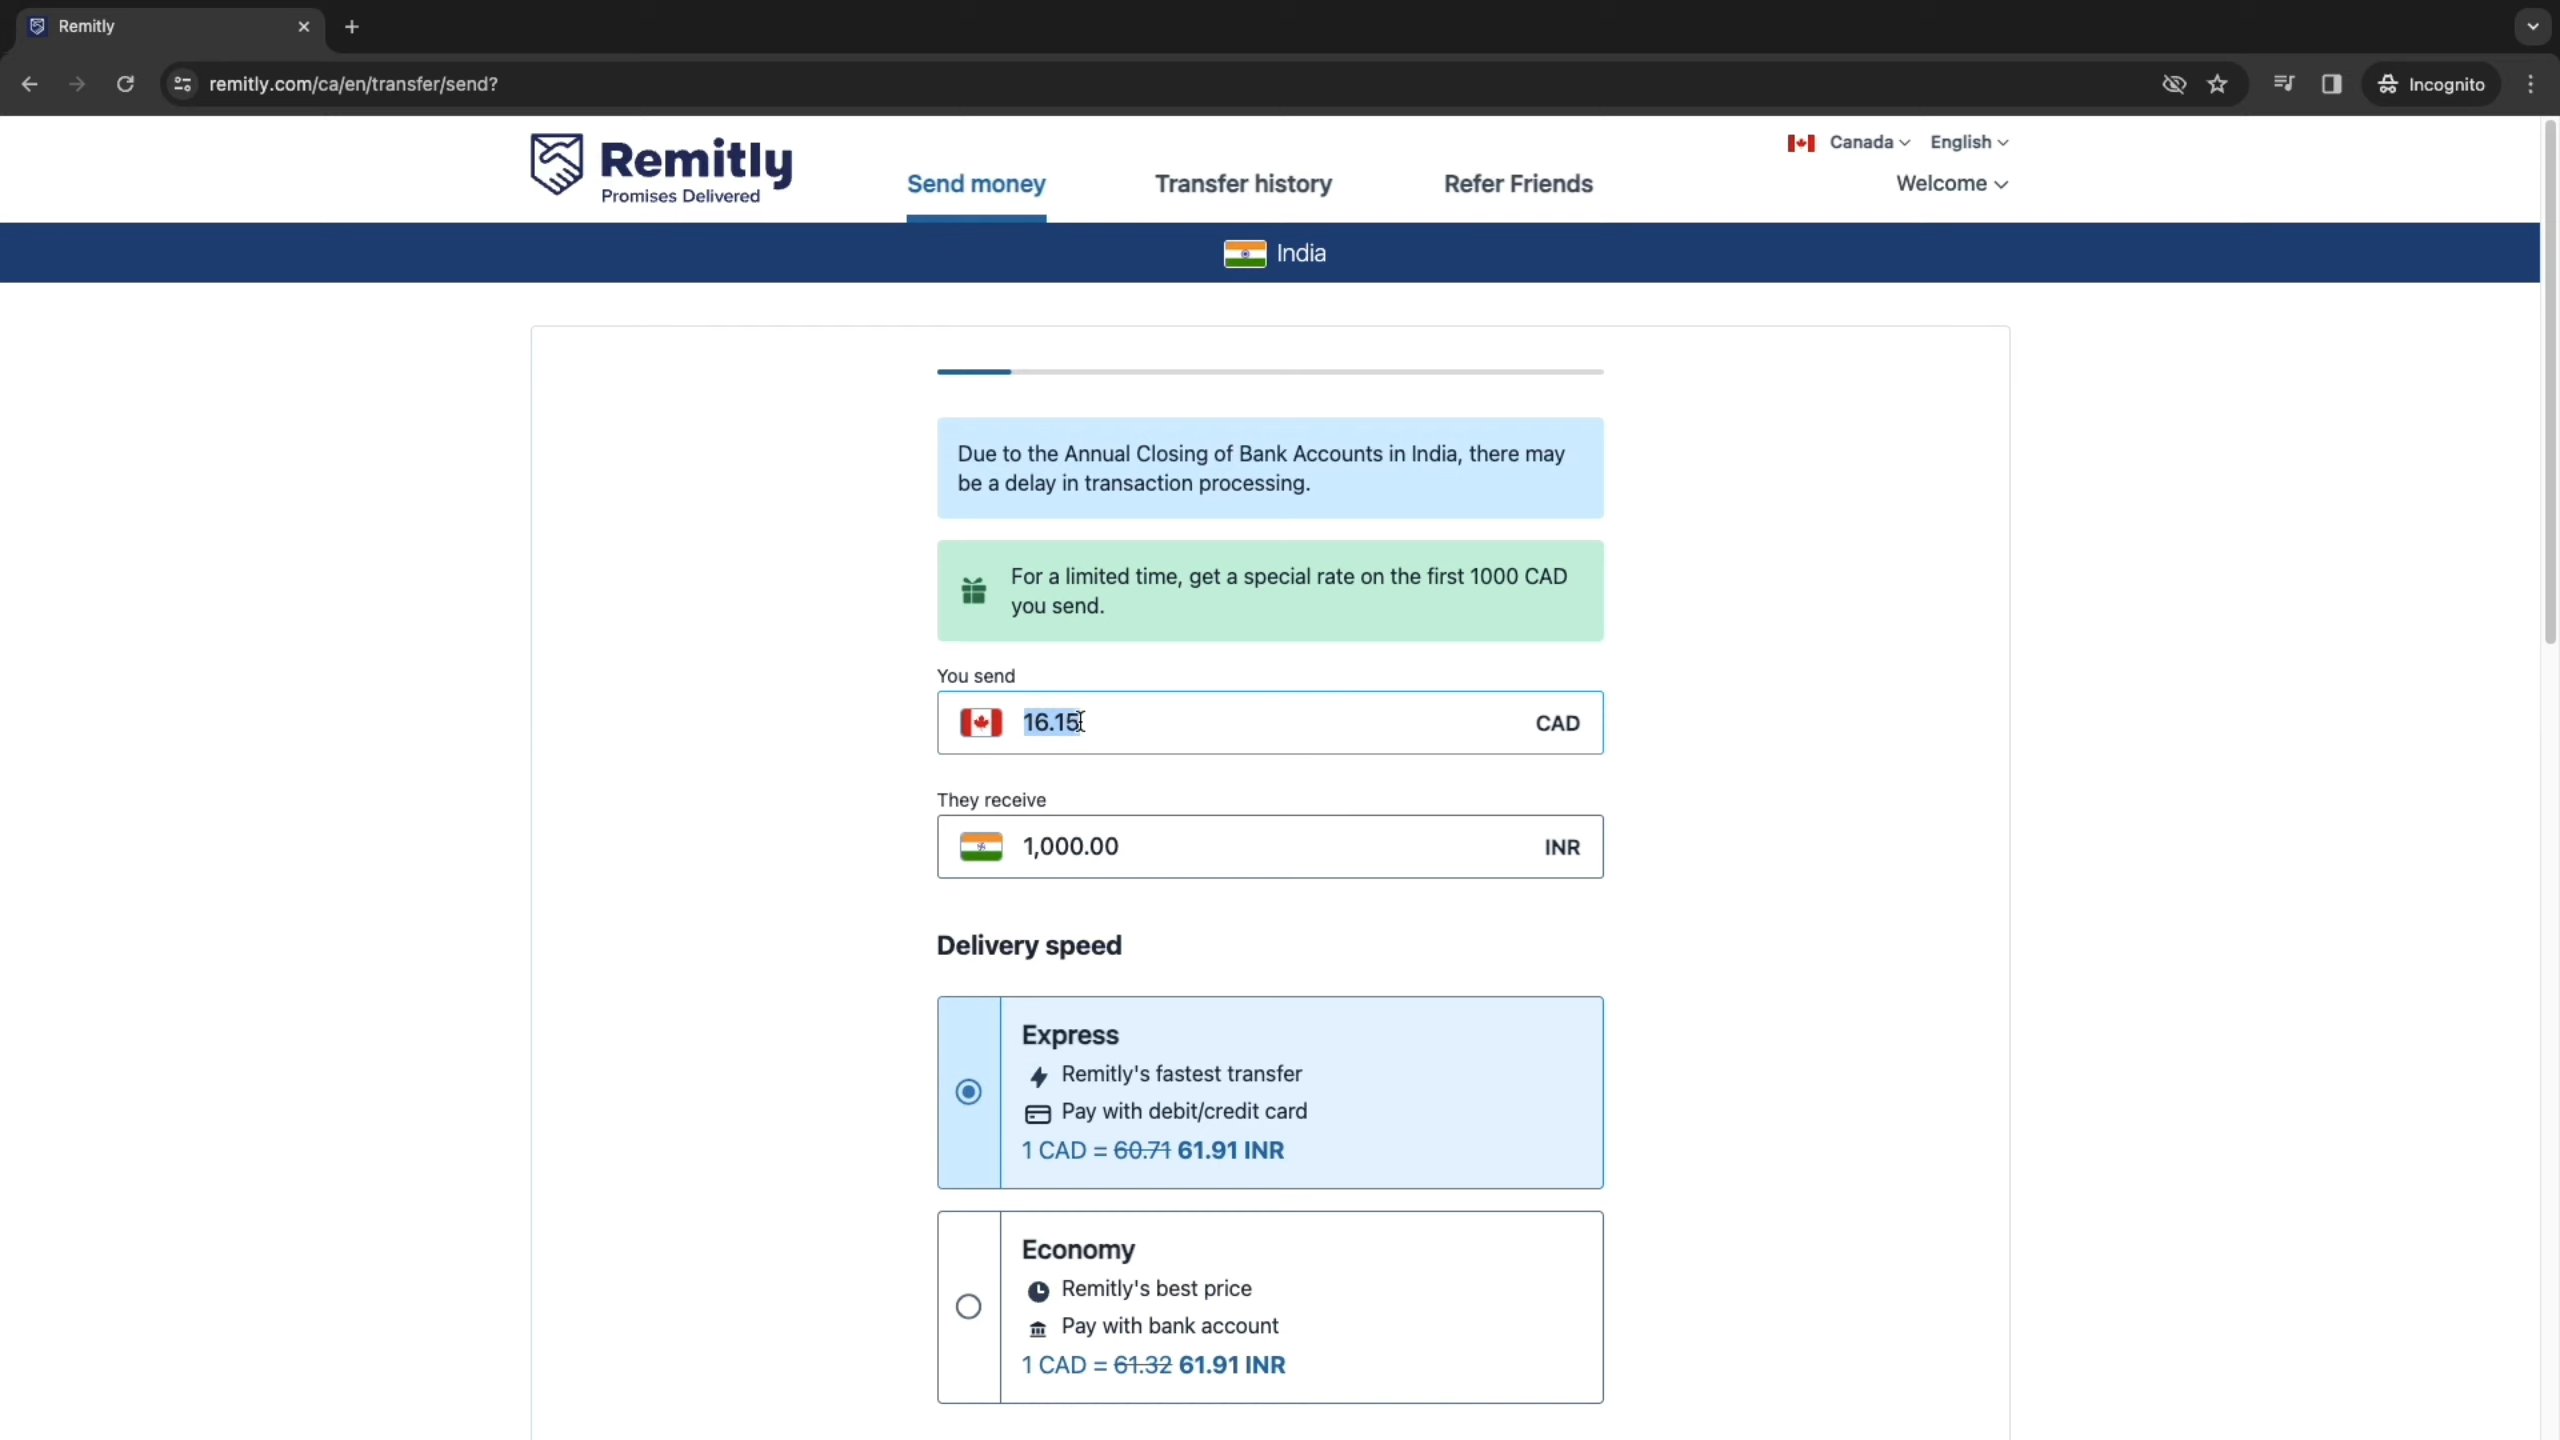 Remitly
remitly.com/ca/en/transfer/send?
Incognito
Remitly
Promises Delivered
Send money
Transfer history
Refer Friends
Canada
English
Welcome
India
Due to the Annual Closing of Bank Accounts in India, there may
be a delay in transaction processing.
For a limited time, get a special rate on the first 1000 CAD
you send.
You send
16.15
CAD
They receive
1,000.00
INR
Delivery speed
Express
Remitly's fastest transfer
Pay with debit/credit card
1 CAD = 60.71 61.91 INR
Economy
Remitly's best price
Pay with bank account
1 CAD = 61.32 61.91 INR